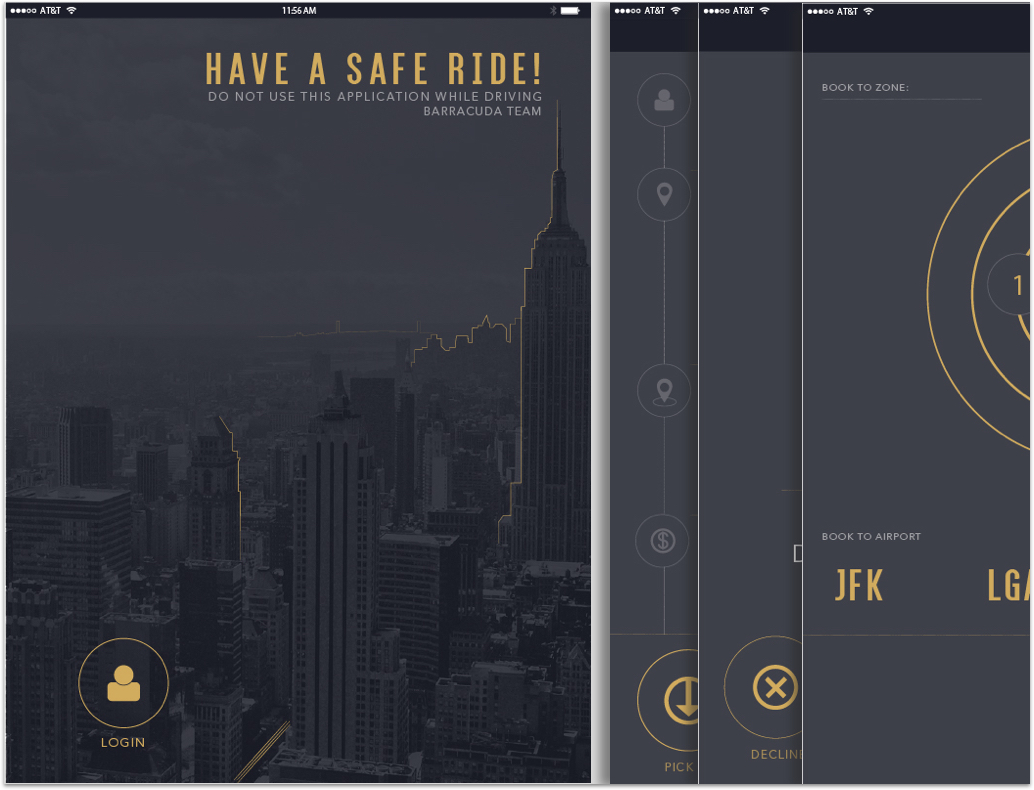 AT&T 11:56 AM
HAVE A SAFE RIDE!
DO NOT USE THIS APPLICATION WHILE DRIVING
BARRACUDA TEAM
LOGIN
AT&T
PICK
AT&T
D
DECLINE
AT&T
BOOK TO ZONE:
1
BOOK TO AIRPORT
JFK LGA